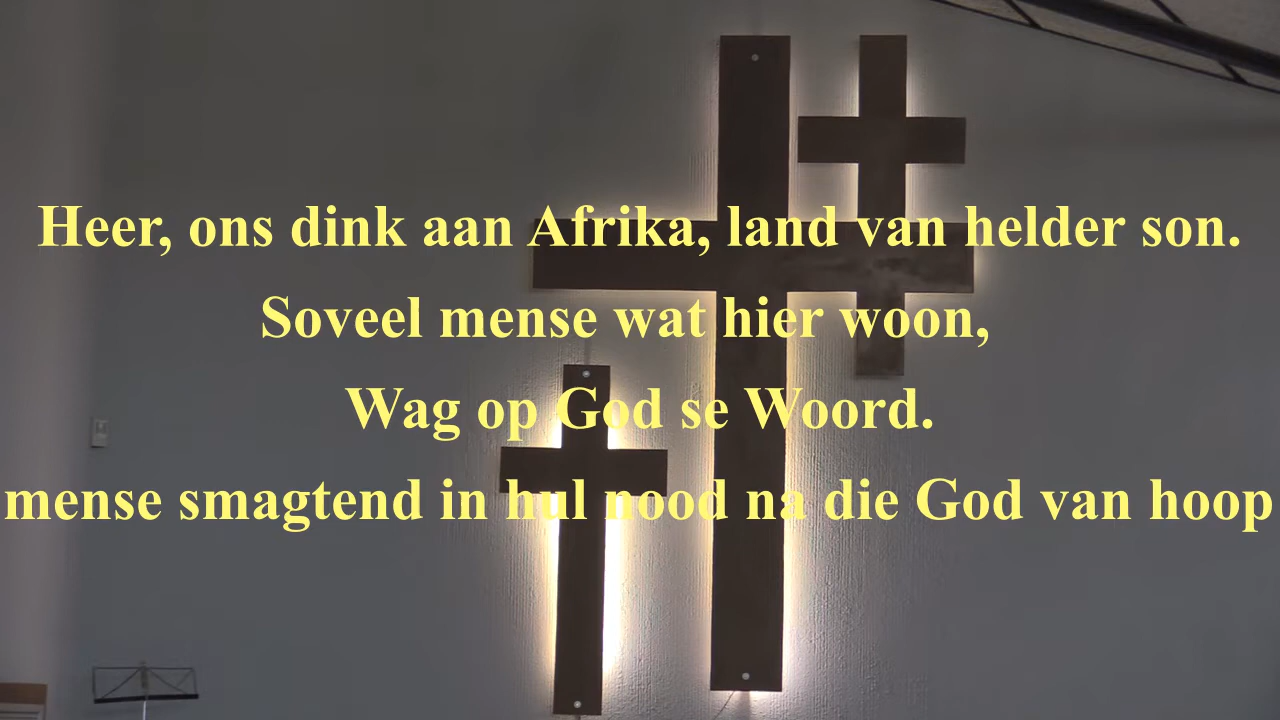 Heer, ons dink aan Afrika, land van helder son.
Soveel mense wat hier woon,
Wag op God se Woord.
mense smagtend in hul nood na die God van hoop